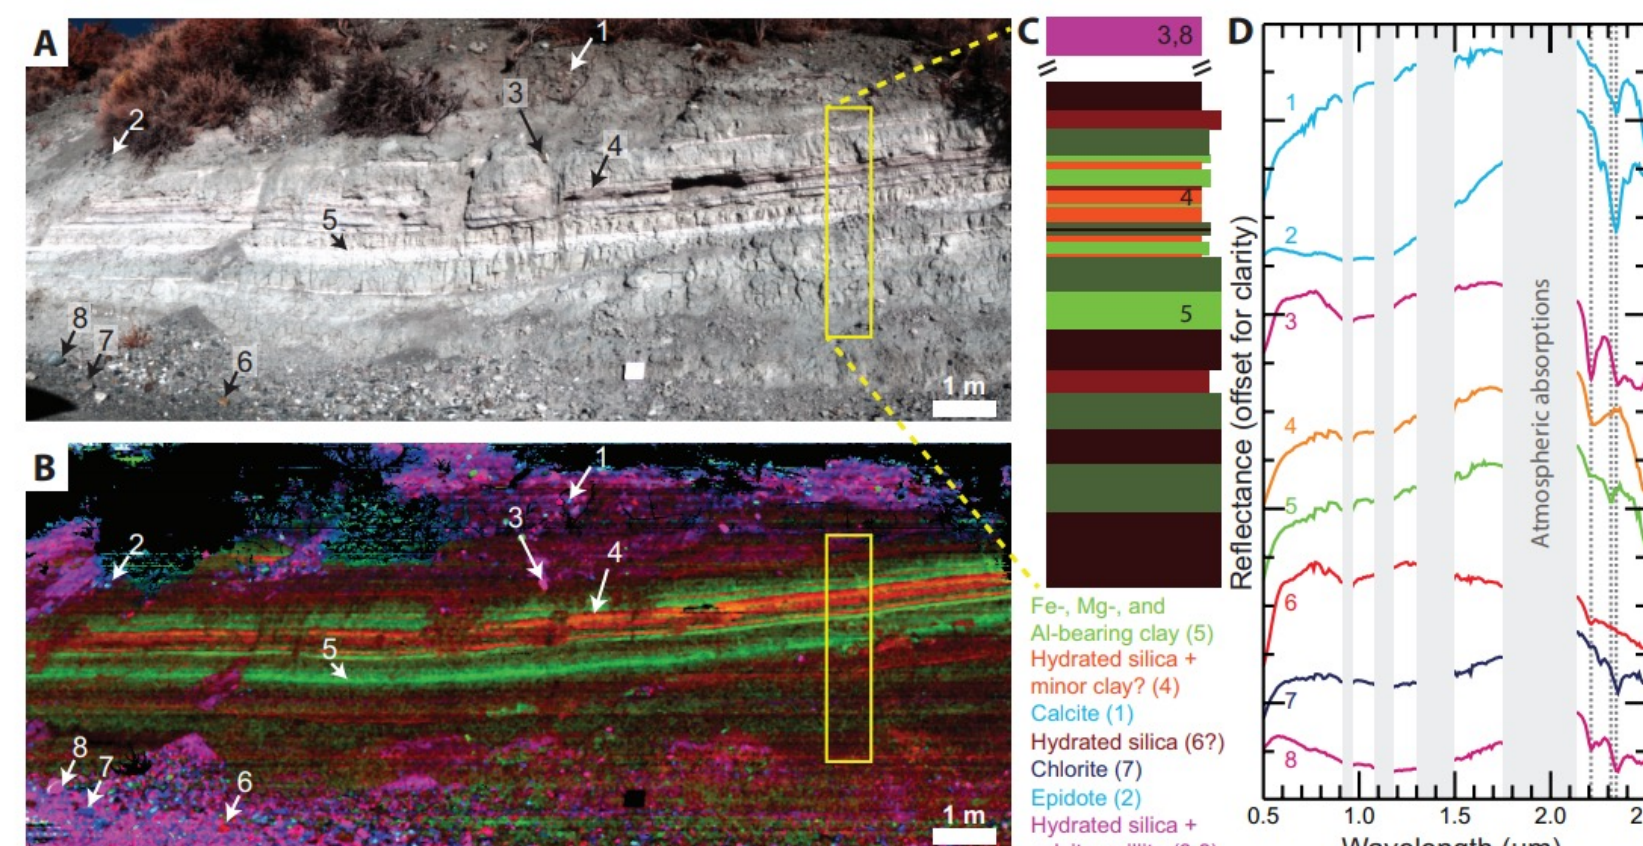 A
1
2
3
4
5
8
7
6
1 m
B
1
2
3
4
5
8
7
6
1 m
C
3,8
4
5
Fe-, Mg-, and
Al-bearing clay (5)
Hydrated silica +
minor clay? (4)
Calcite (1)
Hydrated silica (6?)
Chlorite (7)
Epidote (2)
Hydrated silica +
D
Reflectance (offset for clarity)
1
2
3
4
5
6
7
8
Atmospheric absorptions
0.5
1.0
1.5
2.0
2
Wavelength (µm)